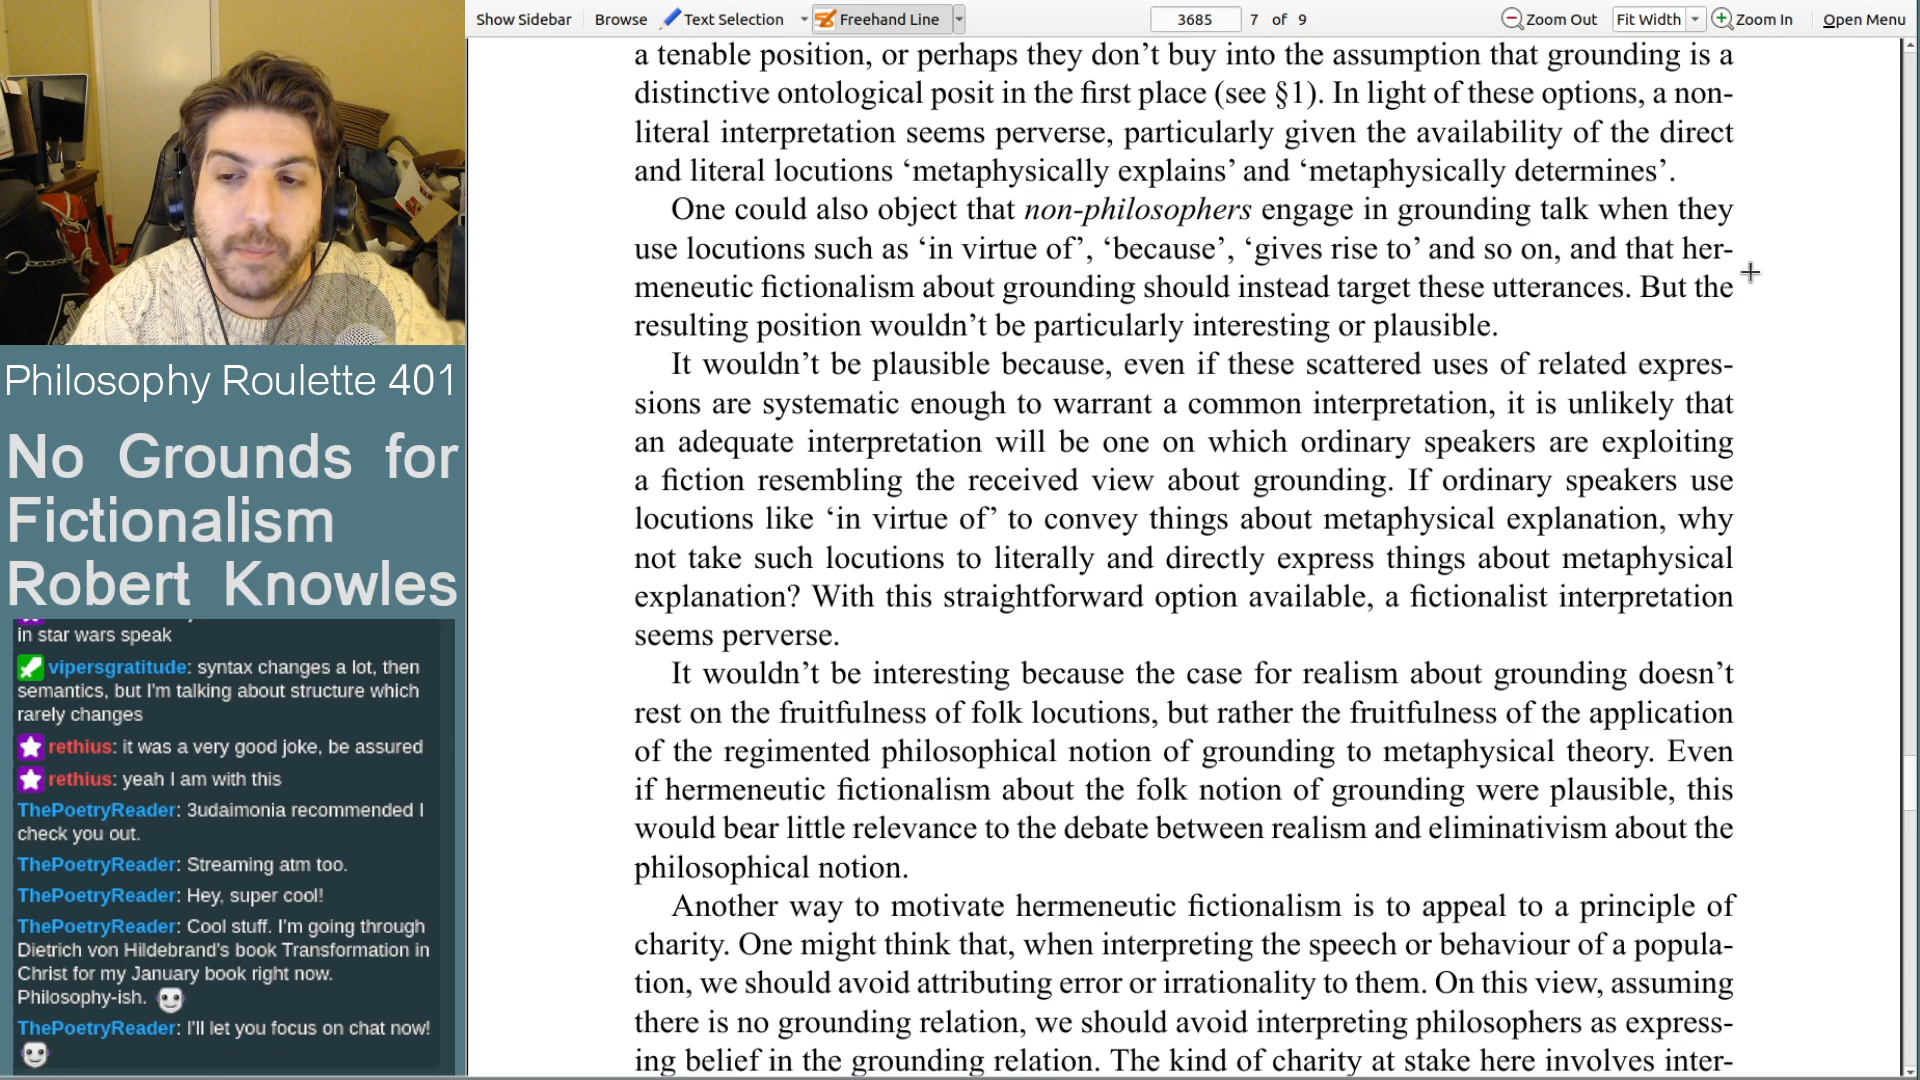 Show Sidebar
Browse
Text Selection
Freehand Line
3685
7 of 9
Zoom Out
Fit Width
Zoom In
Open Menu
a tenable position, or perhaps they don’t buy into the assumption that grounding is a
distinctive ontological posit in the first place (see §1). In light of these options, a non-
literal interpretation seems perverse, particularly given the availability of the direct
and literal locutions ‘metaphysically explains’ and ‘metaphysically determines’.
One could also object that non-philosophers engage in grounding talk when they
use locutions such as ‘in virtue of’, ‘because’, ‘gives rise to’ and so on, and that her-
meneutic fictionalism about grounding should instead target these utterances. But the
resulting position wouldn’t be particularly interesting or plausible.
It wouldn’t be plausible because, even if these scattered uses of related expres-
sions are systematic enough to warrant a common interpretation, it is unlikely that
an adequate interpretation will be one on which ordinary speakers are exploiting
a fiction resembling the received view about grounding. If ordinary speakers use
locutions like ‘in virtue of’ to convey things about metaphysical explanation, why
not take such locutions to literally and directly express things about metaphysical
explanation? With this straightforward option available, a fictionalist interpretation
seems perverse.
It wouldn’t be interesting because the case for realism about grounding doesn’t
rest on the fruitfulness of folk locutions, but rather the fruitfulness of the application
of the regimented philosophical notion of grounding to metaphysical theory. Even
if hermeneutic fictionalism about the folk notion of grounding were plausible, this
would bear little relevance to the debate between realism and eliminativism about the
philosophical notion.
Another way to motivate hermeneutic fictionalism is to appeal to a principle of
charity. One might think that, when interpreting the speech or behaviour of a popula-
tion, we should avoid attributing error or irrationality to them. On this view, assuming
there is no grounding relation, we should avoid interpreting philosophers as express-
ing belief in the grounding relation. The kind of charity at stake here involves inter-
Philosophy Roulette 401
No Grounds for
Fictionalism
Robert Knowles
in star wars speak
vipersgratitude: syntax changes a lot, then
semantics, but I'm talking about structure which
rarely changes
rethius: it was a very good joke, be assured
rethius: yeah I am with this
ThePoetryReader: 3udaimonia recommended I
check you out.
ThePoetryReader: Streaming atm too.
ThePoetryReader: Hey, super cool!
ThePoetryReader: Cool stuff. I'm going through
Dietrich von Hildebrand's book Transformation in
Christ for my January book right now.
Philosophy-ish.
ThePoetryReader: I'll let you focus on chat now!